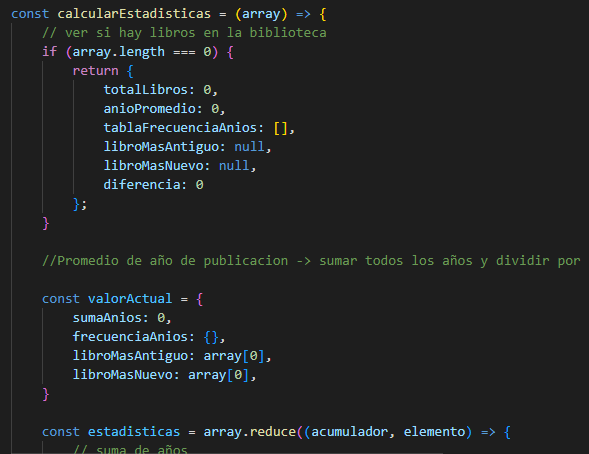 const calcularEstadisticas = (array) => {
// ver si hay libros en la biblioteca
if (array.length === 0) {
return {
totalLibros: 0,
anioPromedio: 0,
tablaFrecuenciaAnios: [],
libroMasAntiguo: null,
libroMasNuevo: null,
diferencia: 0
};
}
//Promedio de año de publicacion -> sumar todos los años y dividir por
const valorActual = {
sumaAnios: 0,
frecuenciaAnios: {},
libroMasAntiguo: array[0],
libroMasNuevo: array[0],
}
const estadisticas = array.reduce((acumulador, elemento) => {
// suma de años